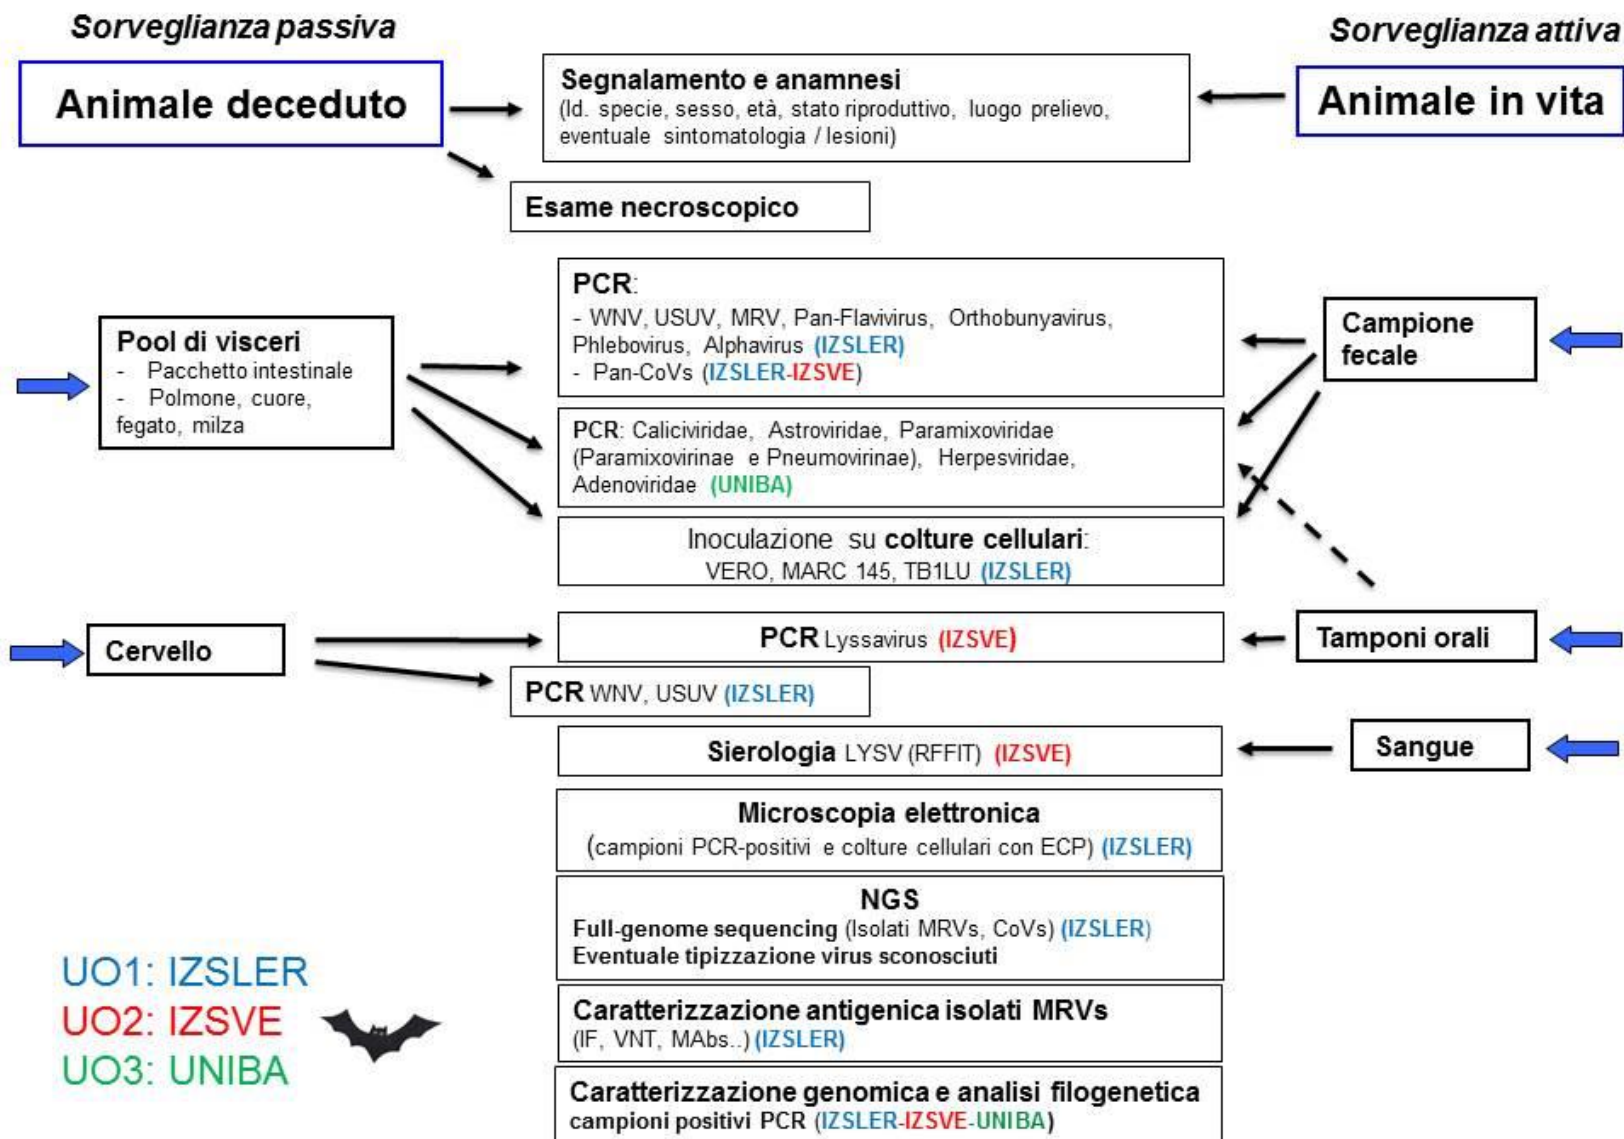 Sorveglianza passiva
Sorveglianza attiva
Animale deceduto
Segnalamento e anamnesi
(Id. specie, sesso, età, stato riproduttivo, luogo prelievo,
eventuale sintomatologia / lesioni)
Animale in vita
Esame necroscopico
Pool di visceri
- Pacchetto intestinale
- Polmone, cuore,
fegato, milza
PCR:
- WNV, USUV, MRV, Pan-Flavivirus, Orthobunyavirus,
Phlebovirus, Alphavirus (IZSLER)
- Pan-CoVs (IZSLER-IZSVE)
Campione
fecale
PCR: Caliciviridae, Astroviridae, Paramixoviridae
(Paramixovirinae e Pneumovirinae), Herpesviridae,
Adenoviridae (UNIBA)
Inoculazione su colture cellulari:
VERO, MARC 145, TB1LU (IZSLER)
Cervello
PCR Lyssavirus (IZSVE)
Tamponi orali
PCR WNV, USUV (IZSLER)
Sierologia LYSV (RFFIT) (IZSVE)
Sangue
Microscopia elettronica
(campioni PCR-positivi e colture cellulari con ECP) (IZSLER)
NGS
Full-genome sequencing (Isolati MRVs, CoVs) (IZSLER)
Eventuale tipizzazione virus sconosciuti
Caratterizzazione antigenica isolati MRVs
(IF, VNT, MAbs..) (IZSLER)
Caratterizzazione genomica e analisi filogenetica
campioni positivi PCR (IZSLER-IZSVE-UNIBA)
UO1: IZSLER
UO2: IZSVE
UO3: UNIBA